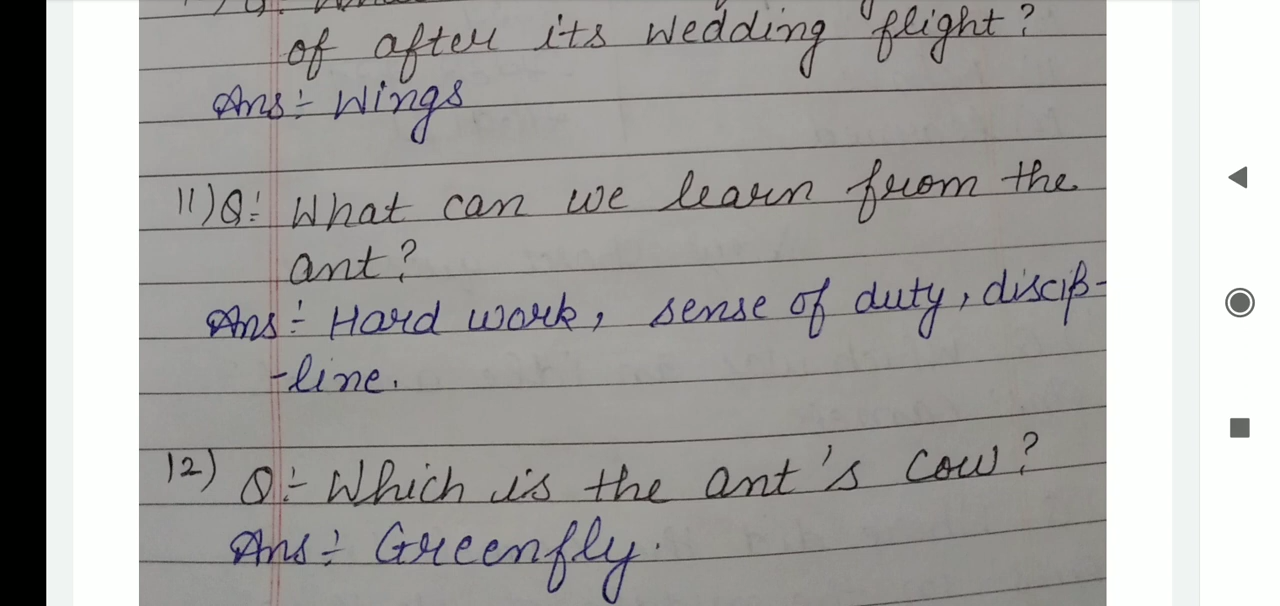 of after its wedding flight?
Ans:- Wings
11) Q:- What can we learn from the
ant?
Ans:- Hard work, sense of duty, discip-
-line.
12) Q:- Which is the ant's cow?
Ans:- Greenfly.